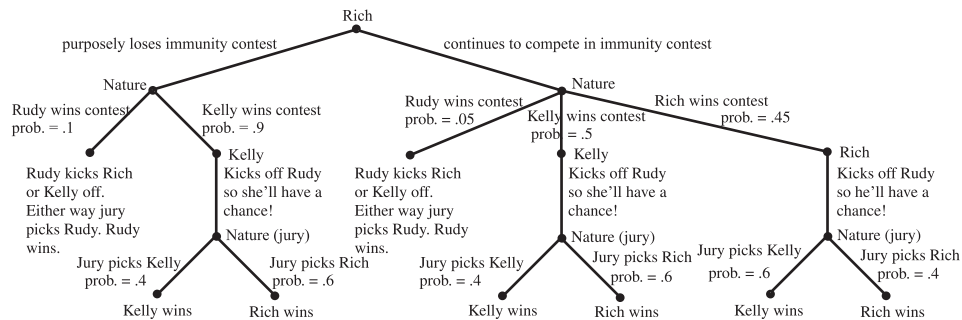 Rich
purposely loses immunity contest
continues to compete in immunity contest
Nature
Nature
Rudy wins contest
prob. = .1
Kelly wins contest
prob. = .9
Rudy wins contest
prob. = .05
Kelly wins contest
prob. = .5
Rich wins contest
prob. = .45
Kelly
Kelly
Rich
Rudy kicks Rich
or Kelly off.
Either way jury
picks Rudy. Rudy
wins.
Kicks off Rudy
so she’ll have a
chance!
Rudy kicks Rich
or Kelly off.
Either way jury
picks Rudy. Rudy
wins.
Kicks off Rudy
so she’ll have a
chance!
Kicks off Rudy
so he’ll have a
chance!
Nature (jury)
Nature (jury)
Nature (jury)
Jury picks Kelly
prob. = .4
Jury picks Rich
prob. = .6
Jury picks Kelly
prob. = .4
Jury picks Rich
prob. = .6
Jury picks Kelly
prob. = .6
Jury picks Rich
prob. = .4
Kelly wins
Rich wins
Kelly wins
Rich wins
Kelly wins
Rich wins